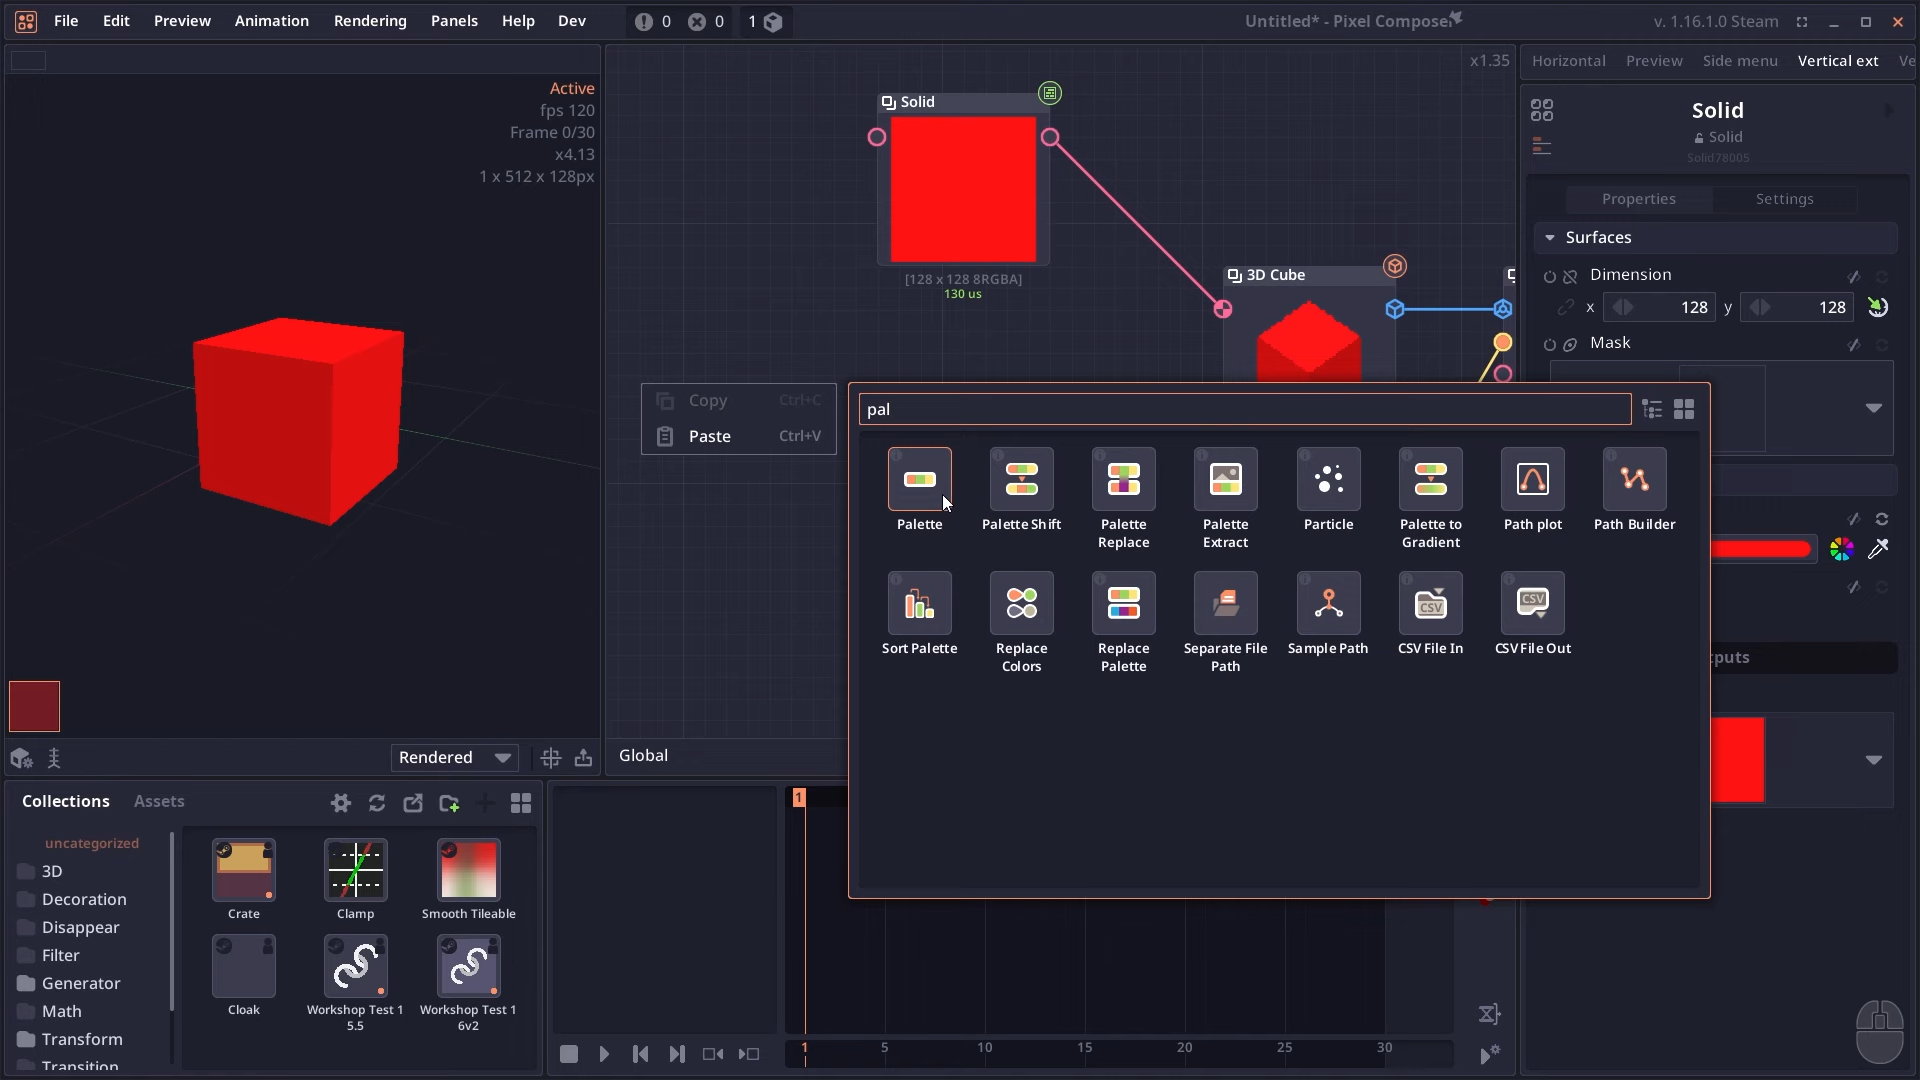 File Edit Preview Animation Rendering Panels Help Dev
0 0 1
Untitled* - Pixel Composer
v. 1.16.1.0 Steam
Active
fps 120
Frame 0/30
x4.13
1 x 512 x 128px
Rendered
x1.35
Solid
[128 x 128 8RGBA]
130 us
3D Cube
Copy Ctrl+C
Paste Ctrl+V
Global
pal
Palette
Palette Shift
Palette
Replace
Palette
Extract
Particle
Palette to
Gradient
Path plot
Path Builder
Sort Palette
Replace
Colors
Replace
Palette
Separate File
Path
Sample Path
CSV
CSV File In
CSV
CSV File Out
Horizontal Preview Side menu Vertical ext Ve
Solid
Solid
Solid78005
Properties Settings
Surfaces
Dimension
x 128 y 128
Mask
tputs
Collections Assets
uncategorized
3D
Decoration
Disappear
Filter
Generator
Math
Transform
Transition
Crate
Clamp
Smooth Tileable
Cloak
Workshop Test 1
5.5
Workshop Test 1
6v2
1
1 5 10 15 20 25 30